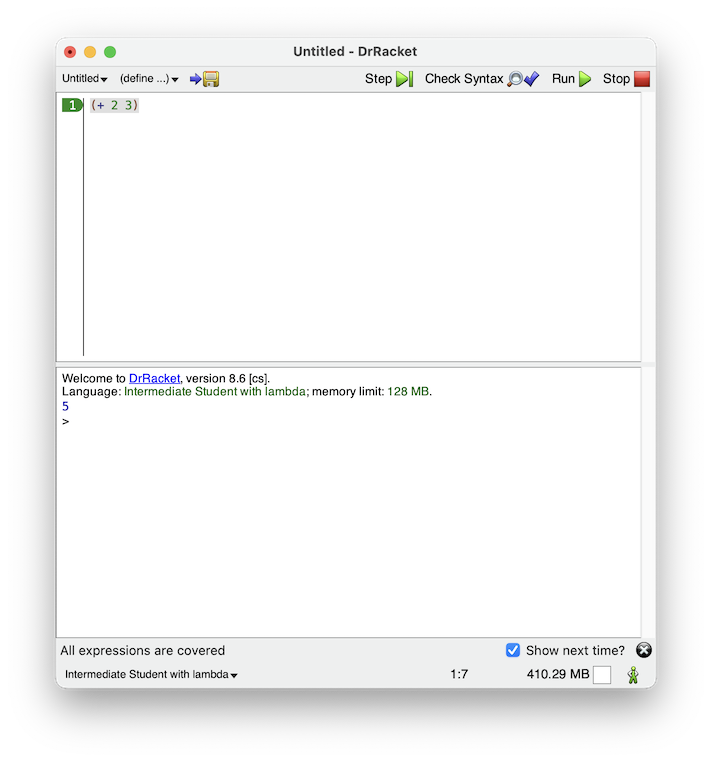 Untitled - DrRacket
Untitled (define ...) Step Check Syntax Run Stop
1 (+ 2 3)
Welcome to DrRacket, version 8.6 [cs].
Language: Intermediate Student with lambda; memory limit: 128 MB.
5
>
All expressions are covered Show next time?
Intermediate Student with lambda 1:7 410.29 MB